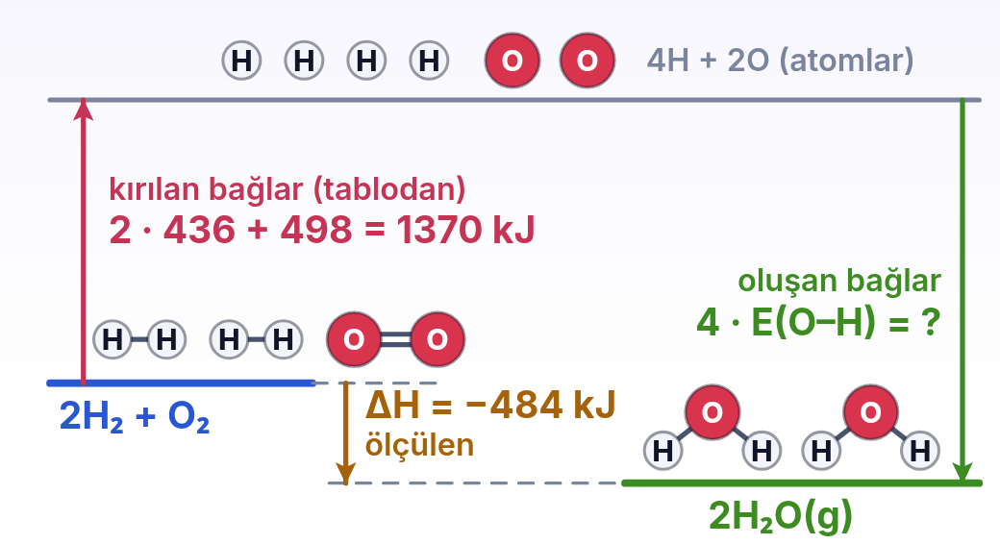 H H H H O O 4H + 2O (atomlar)
kırılan bağlar (tablodan)
2 · 436 + 498 = 1370 kJ
oluşan bağlar
4 · E(O–H) = ?
H H H H O O
2H₂ + O₂
ΔH = −484 kJ
ölçülen
O O
H H H H
2H₂O(g)